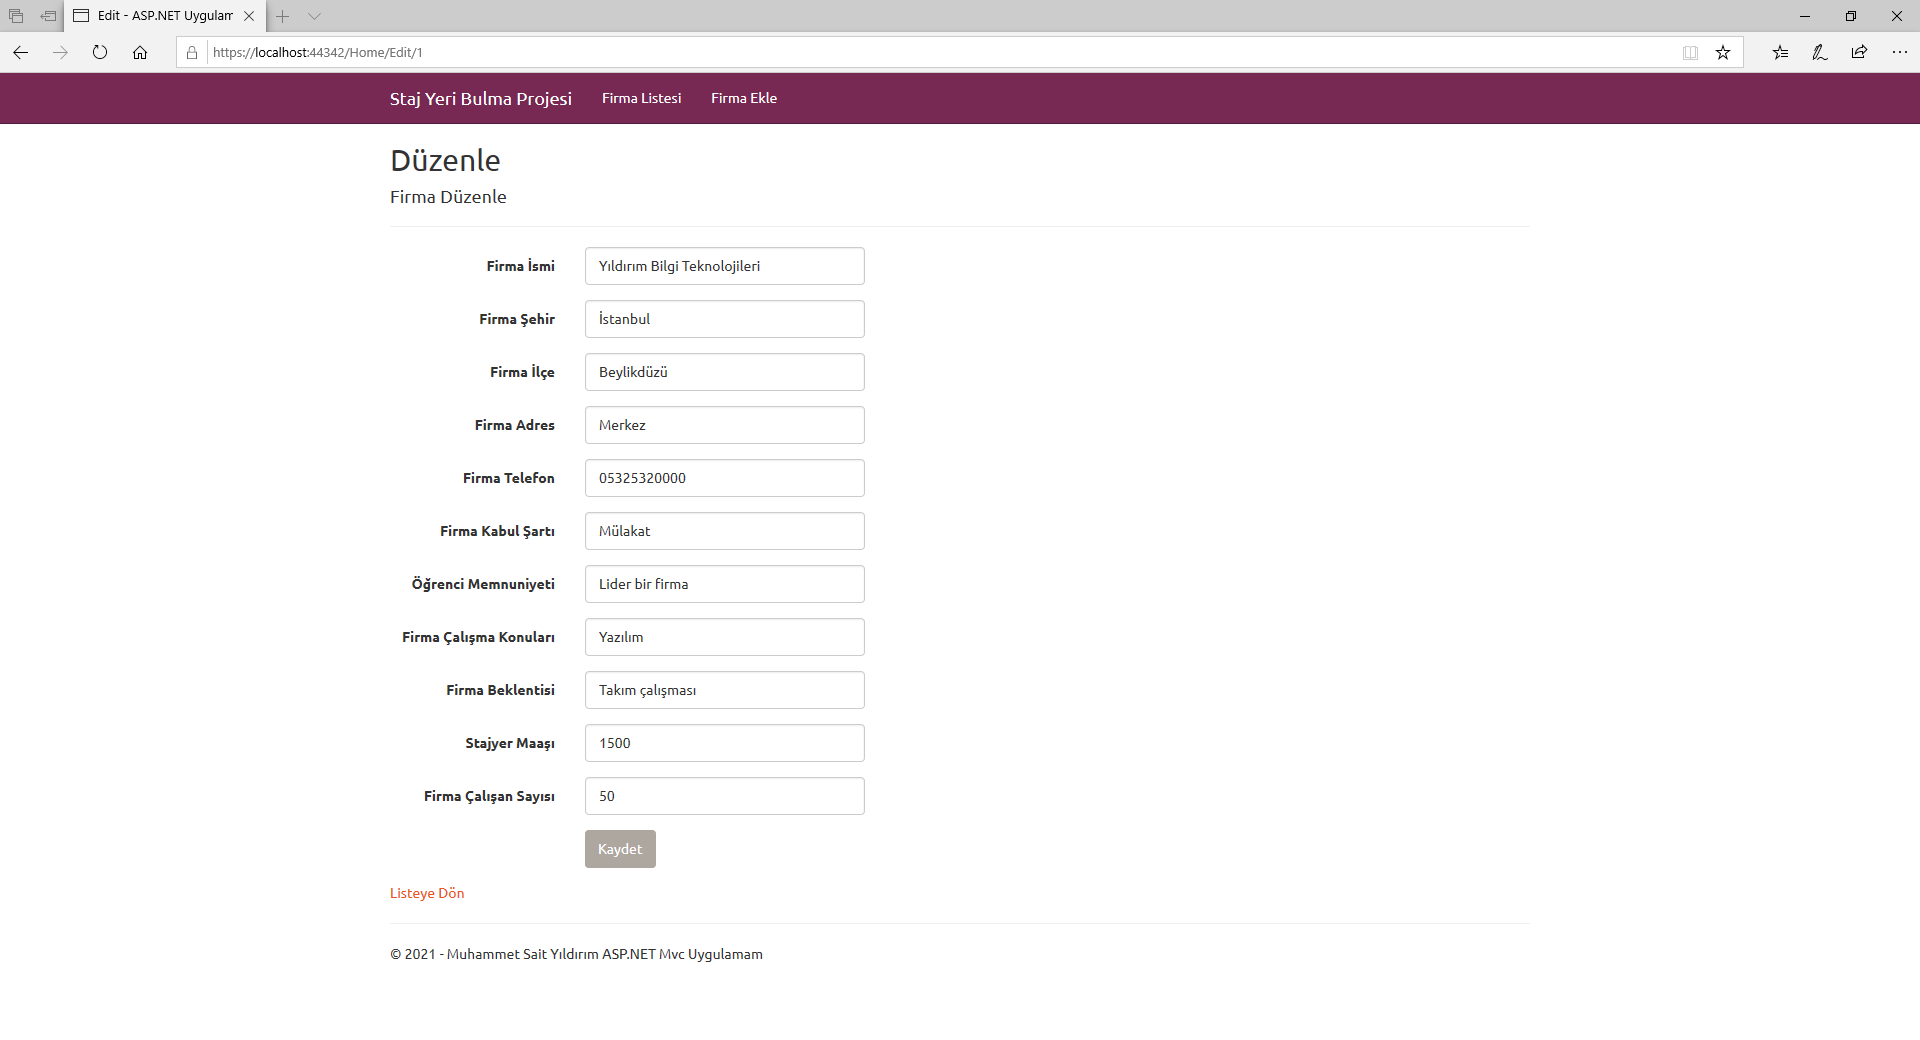 Edit - ASP.NET Uygulam
https://localhost:44342/Home/Edit/1
Staj Yeri Bulma Projesi Firma Listesi Firma Ekle
Düzenle
Firma Düzenle
Firma İsmi Yıldırım Bilgi Teknolojileri
Firma Şehir İstanbul
Firma İlçe Beylikdüzü
Firma Adres Merkez
Firma Telefon 05325320000
Firma Kabul Şartı Mülakat
Öğrenci Memnuniyeti Lider bir firma
Firma Çalışma Konuları Yazılım
Firma Beklentisi Takım çalışması
Stajyer Maaşı 1500
Firma Çalışan Sayısı 50
Kaydet
Listeye Dön
© 2021 - Muhammet Sait Yıldırım ASP.NET Mvc Uygulamam